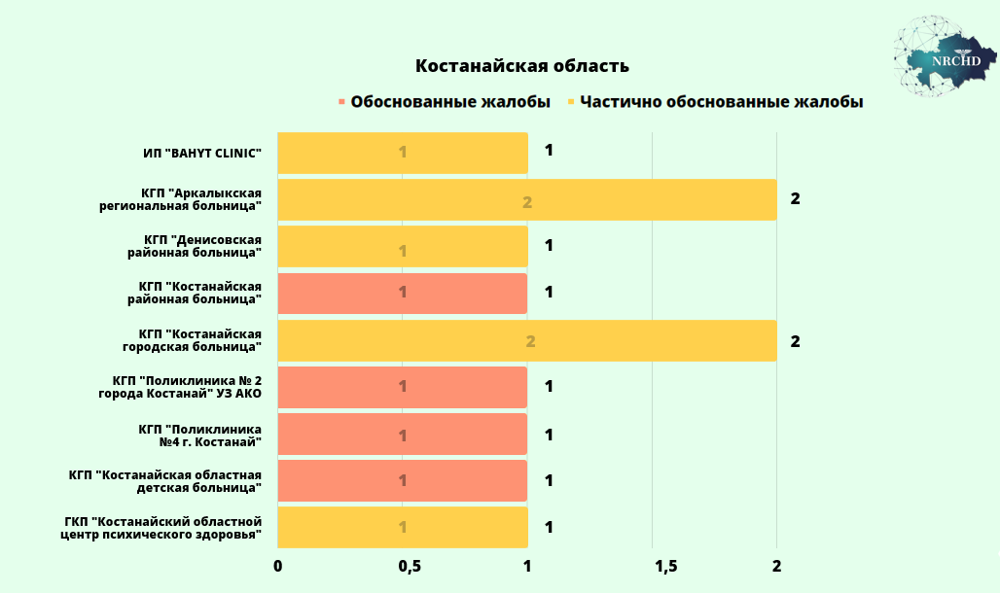 NRCHD
Костанайская область
Обоснованные жалобы Частично обоснованные жалобы
ИП "BAHYT CLINIC" 1 1
КГП "Аркалыкская
региональная больница" 2 2
КГП "Денисовская
районная больница" 1 1
КГП "Костанайская
районная больница" 1 1
КГП "Костанайская
городская больница" 2 2
КГП "Поликлиника № 2
города Костанай" УЗ АКО 1 1
КГП "Поликлиника
№4 г. Костанай" 1 1
КГП "Костанайская областная
детская больница" 1 1
ГКП "Костанайский областной
центр психического здоровья" 1 1
0 0,5 1 1,5 2